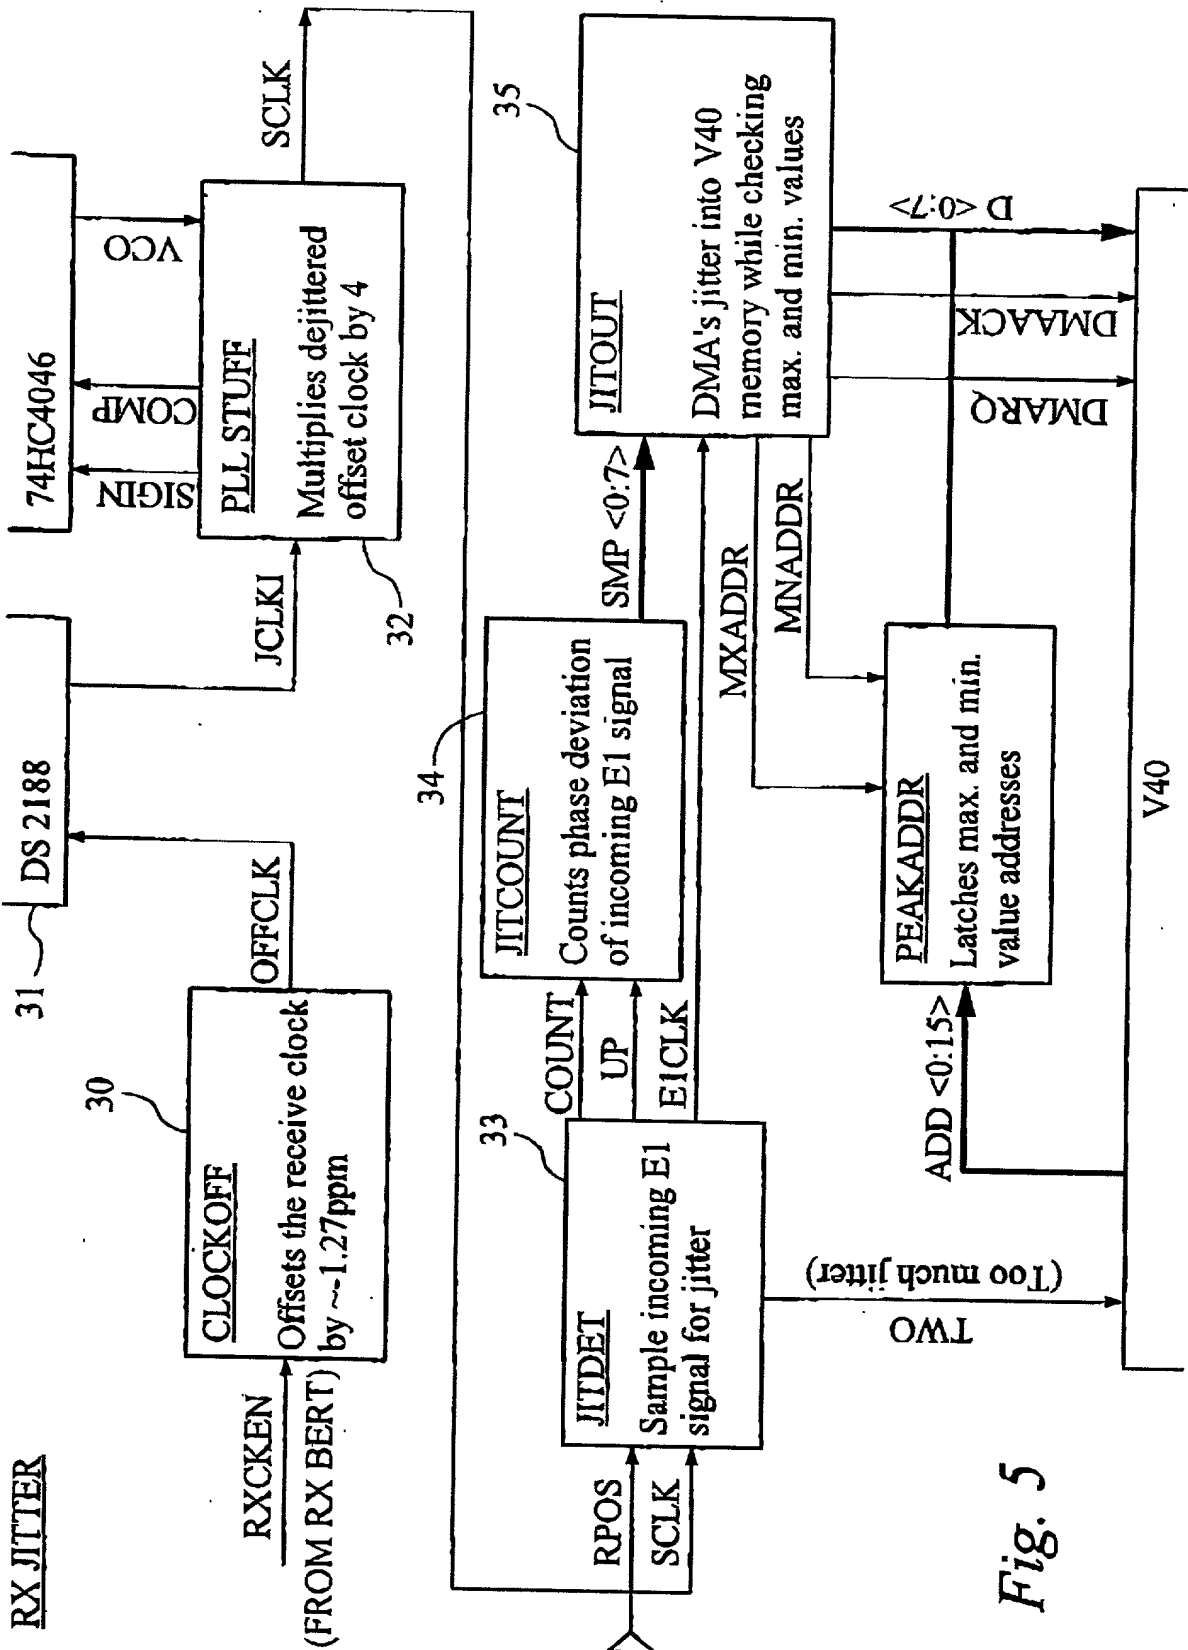 RX JITTER
RXCKEN
(FROM RX BERT)
30
CLOCKOFF
Offsets the receive clock
by ~-1.27ppm
OFFCLK
31
DS 2188
JCLKI
32
74HC4046
SIGIN
COMP
VCO
PLL STUFF
Multiplies dejittered
offset clock by 4
SCLK
RPOS
SCLK
33
JITDET
Sample incoming E1
signal for jitter
COUNT
UP
E1CLK
34
JITCOUNT
Counts phase deviation
of incoming E1 signal
SMP <0:7>
35
JITOUT
DMA's jitter into V40
memory while checking
max. and min. values
MXADDR
MNADDR
TWO
(Too much jitter)
ADD <0:15>
PEAKADDR
Latches max. and min.
value addresses
DMARQ
DMAACK
D <0:7>
V40
Fig. 5